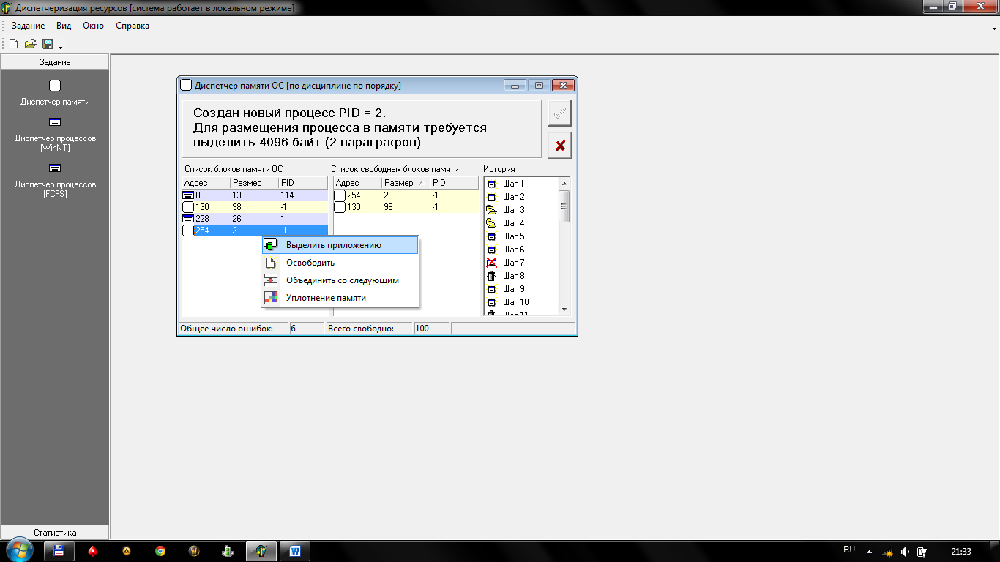 Диспетчеризация ресурсов [система работает в локальном режиме]
Задание Вид Окно Справка
Задание
Диспетчер памяти
Диспетчер процессов
[WinNT]
Диспетчер процессов
[FCFS]
Статистика
Диспетчер памяти ОС [по дисциплине по порядку]
Создан новый процесс PID = 2.
Для размещения процесса в памяти требуется
выделить 4096 байт (2 параграфов).
Список блоков памяти ОС
Адрес Размер PID
0 130 114
130 98 -1
228 26 1
254 2 -1
Список свободных блоков памяти
Адрес Размер PID
254 2 -1
130 98 -1
История
Шаг 1
Шаг 2
Шаг 3
Шаг 4
Шаг 5
Шаг 6
Шаг 7
Шаг 8
Шаг 9
Шаг 10
Шаг 11
Выделить приложению
Освободить
Объединить со следующим
Уплотнение памяти
Общее число ошибок: 6 Всего свободно: 100
RU 21:33